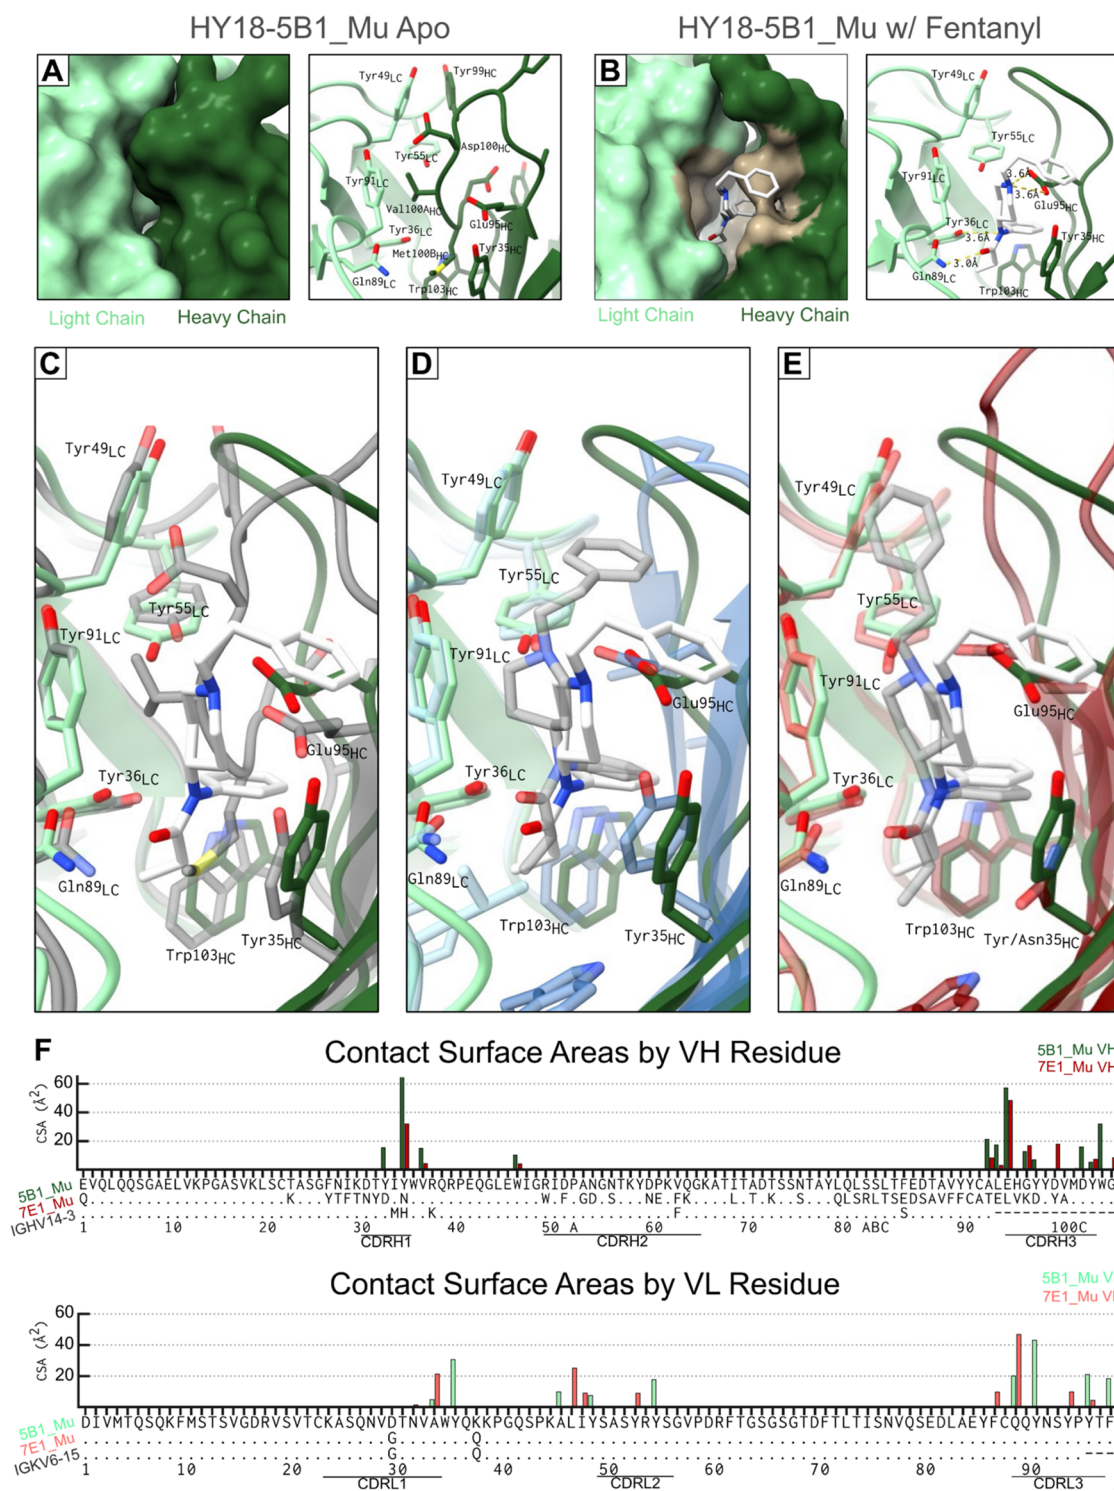 HY18-5B1_Mu Apo
HY18-5B1_Mu w/ Fentanyl
A
Tyr49LC
Tyr99HC
Tyr55LC
Asp100HC
Tyr91LC
Val100AHC
Glu95HC
Tyr36LC
Met100BHC
Tyr35HC
Gln89LC
Trp103HC
Light Chain
Heavy Chain
B
Tyr49LC
Tyr55LC
Tyr91LC
3.6Å
3.6Å
Glu95HC
Tyr36LC
3.6Å
Tyr35HC
3.0Å
Gln89LC
Trp103HC
Light Chain
Heavy Chain
C
Tyr49LC
Tyr55LC
Tyr91LC
Glu95HC
Tyr36LC
Gln89LC
Tyr35HC
Trp103HC
D
Tyr49LC
Tyr55LC
Tyr91LC
Glu95HC
Tyr36LC
Gln89LC
Trp103HC
Tyr35HC
E
Tyr49LC
Tyr55LC
Tyr91LC
Glu95HC
Tyr36LC
Gln89LC
Trp103HC
Tyr/Asn35HC
F
Contact Surface Areas by VH Residue
5B1_Mu VH
7E1_Mu VH
CSA (Å²)
60
40
20
5B1_Mu
7E1_Mu
IGHV14-3
1 10 20 30 40 50 A 60 70 80 ABC 90 100C
CDRH1
CDRH2
CDRH3
Contact Surface Areas by VL Residue
5B1_Mu V
7E1_Mu V
CSA (Å²)
60
40
20
5B1_Mu
DIVMTQSQKFMSTSVGDRVSVTCKASQNVDTNVAWYQKKPGQSPKALIYSASYRYSGVPDRFTGSGSGTDFTLTISNVQSEDLAEYFCQQYNSYPYTF
7E1_Mu
G Q
IGKV6-15
G Q
1 10 20 30 40 50 60 70 80 90
CDRL1
CDRL2
CDRL3